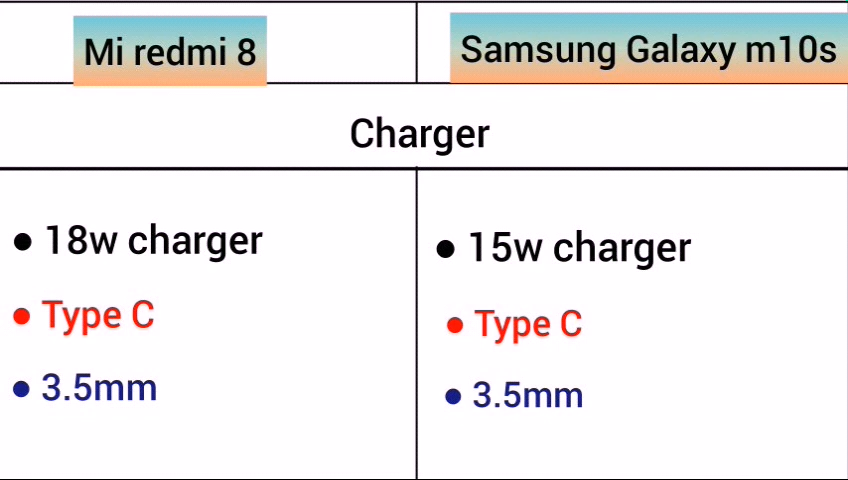 Mi redmi 8
Samsung Galaxy m10s
Charger
• 18w charger
• 15w charger
• Type C
• Type C
• 3.5mm
• 3.5mm